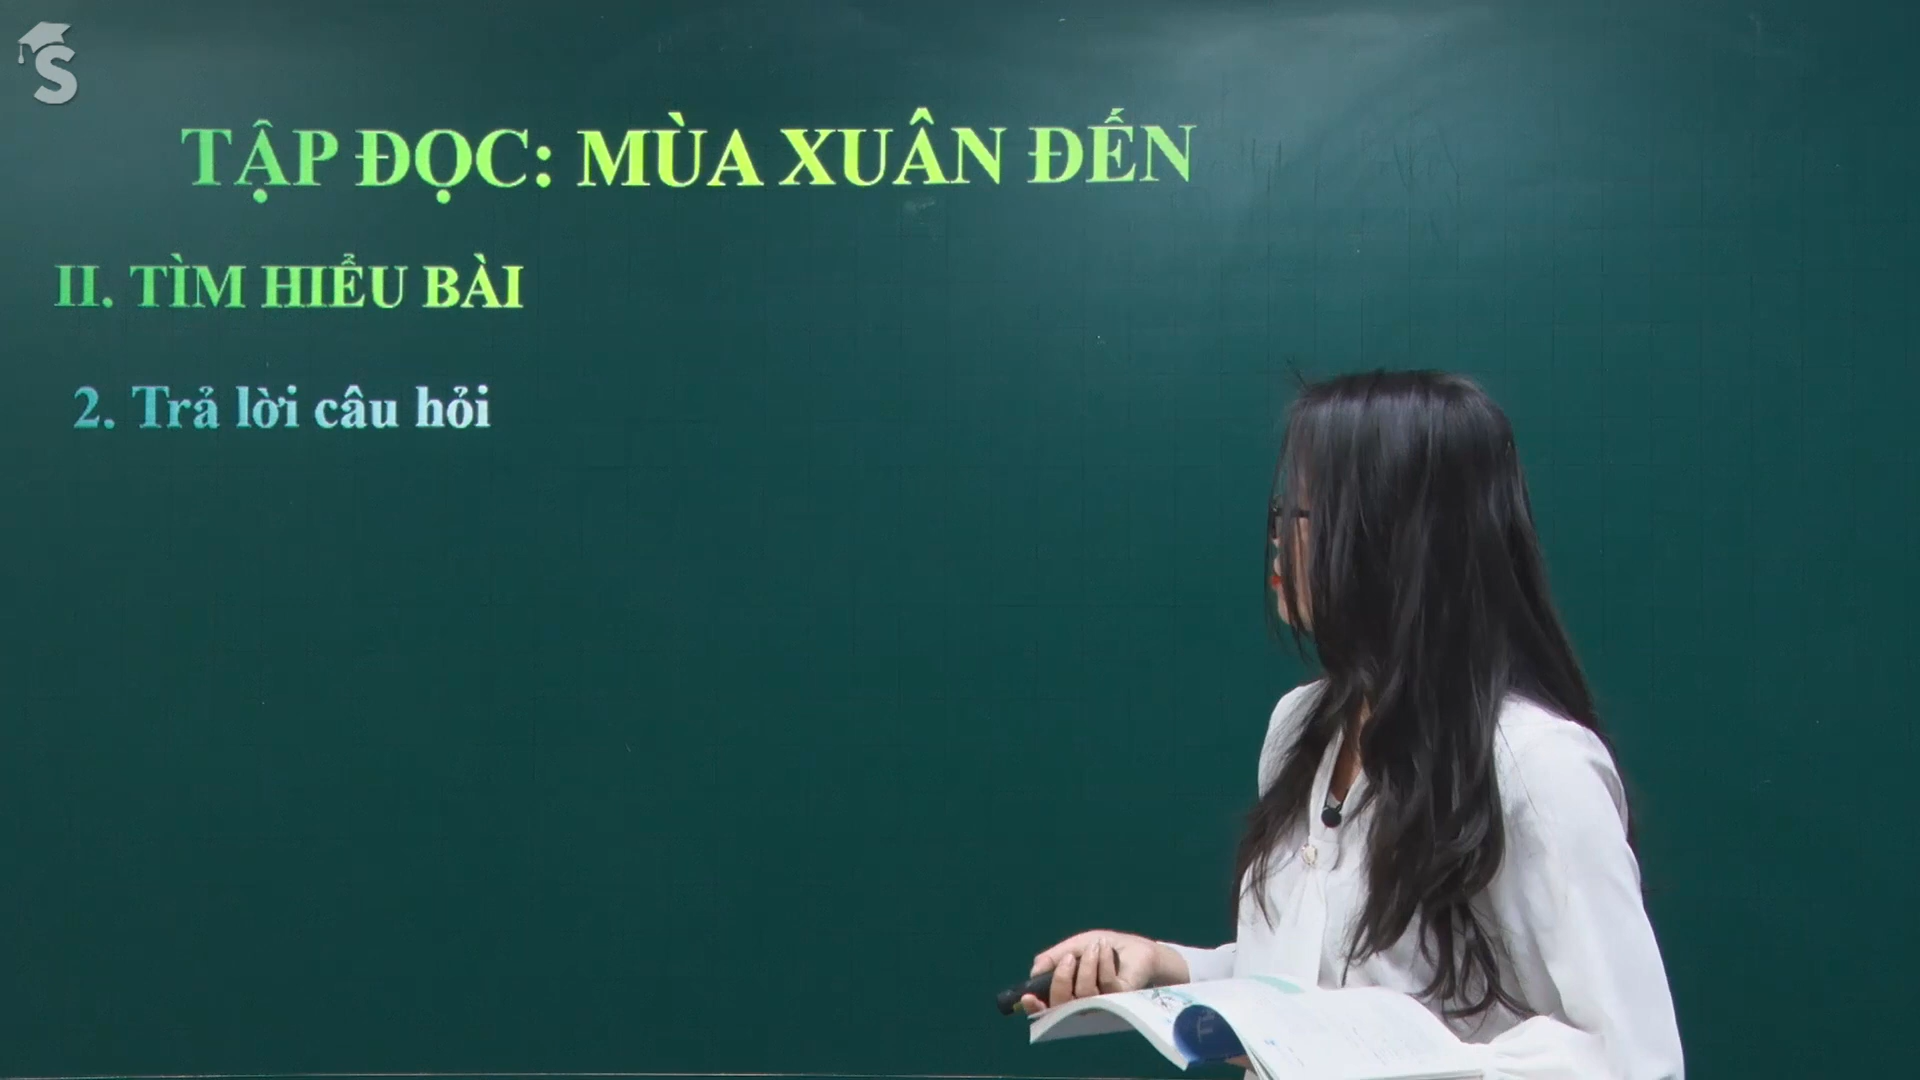 S
TẬP ĐỌC: MÙA XUÂN ĐẾN
II. TÌM HIỂU BÀI
2. Trả lời câu hỏi